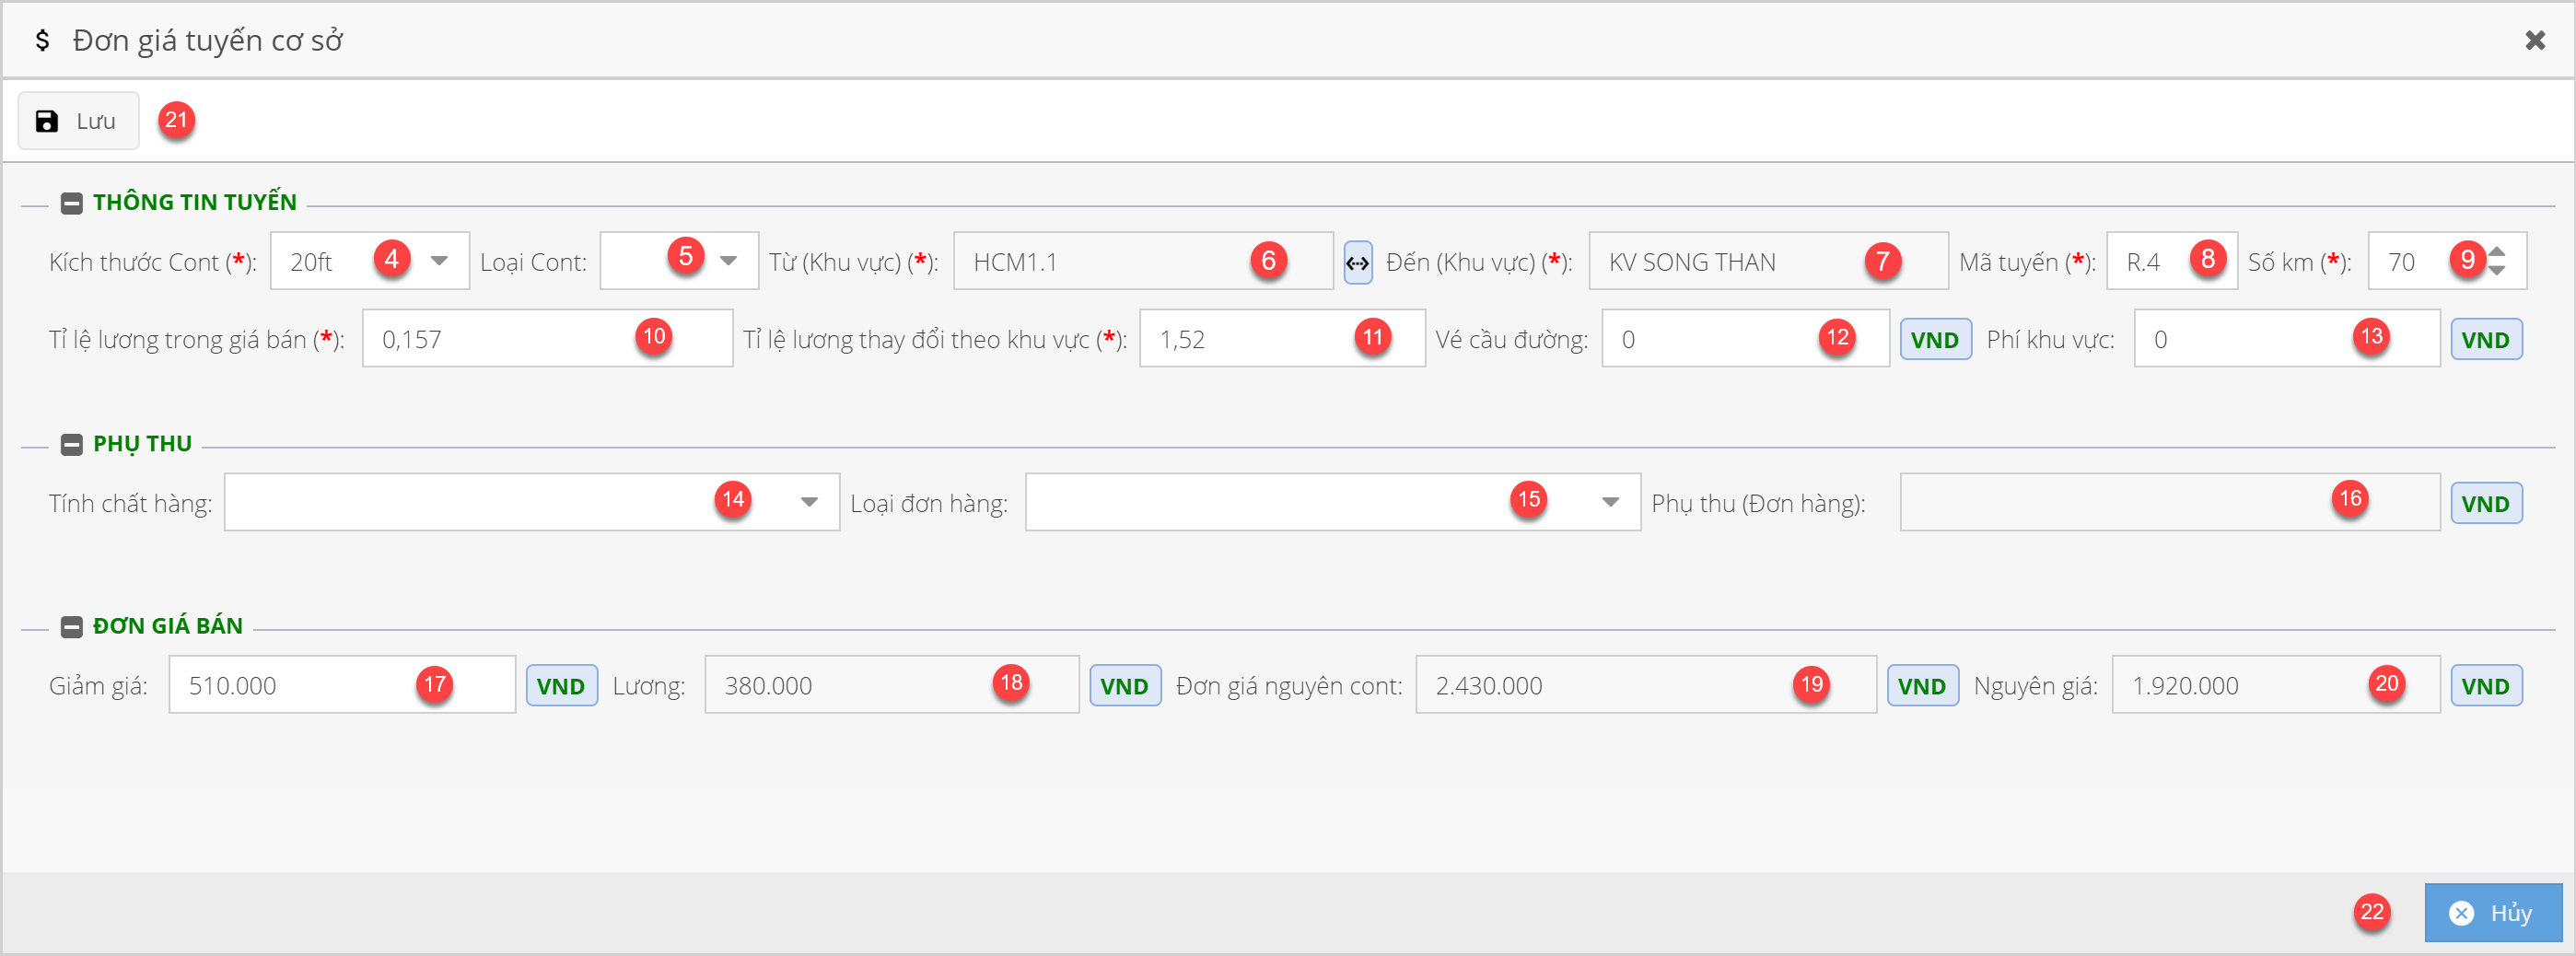 $ Đơn giá tuyến cơ sở
Lưu 21
THÔNG TIN TUYẾN
Kích thước Cont (*): 20ft 4 Loại Cont: 5 Từ (Khu vực) (*): HCM1.1 6 Đến (Khu vực) (*): KV SONG THAN 7 Mã tuyến (*): R.4 8 Số km (*): 70 9
Tỉ lệ lương trong giá bán (*): 0,157 10 Tỉ lệ lương thay đổi theo khu vực (*): 1,52 11 Vé cầu đường: 0 12 VND Phí khu vực: 0 13 VND
PHỤ THU
Tính chất hàng: 14 Loại đơn hàng: 15 Phụ thu (Đơn hàng): 16 VND
ĐƠN GIÁ BÁN
Giảm giá: 510.000 17 VND Lương: 380.000 18 VND Đơn giá nguyên cont: 2.430.000 19 VND Nguyên giá: 1.920.000 20 VND
22 Hủy